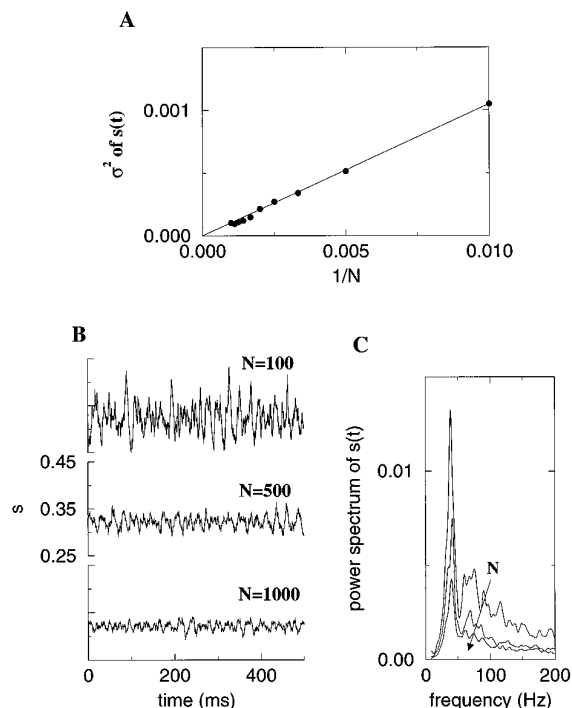 A
σ² of s(t)
0.001
0.000
0.000
0.005
0.010
1/N
B
N=100
s
0.45
0.35
0.25
N=500
N=1000
0
200
400
time (ms)
C
power spectrum of s(t)
0.01
0.00
N
0
100
200
frequency (Hz)